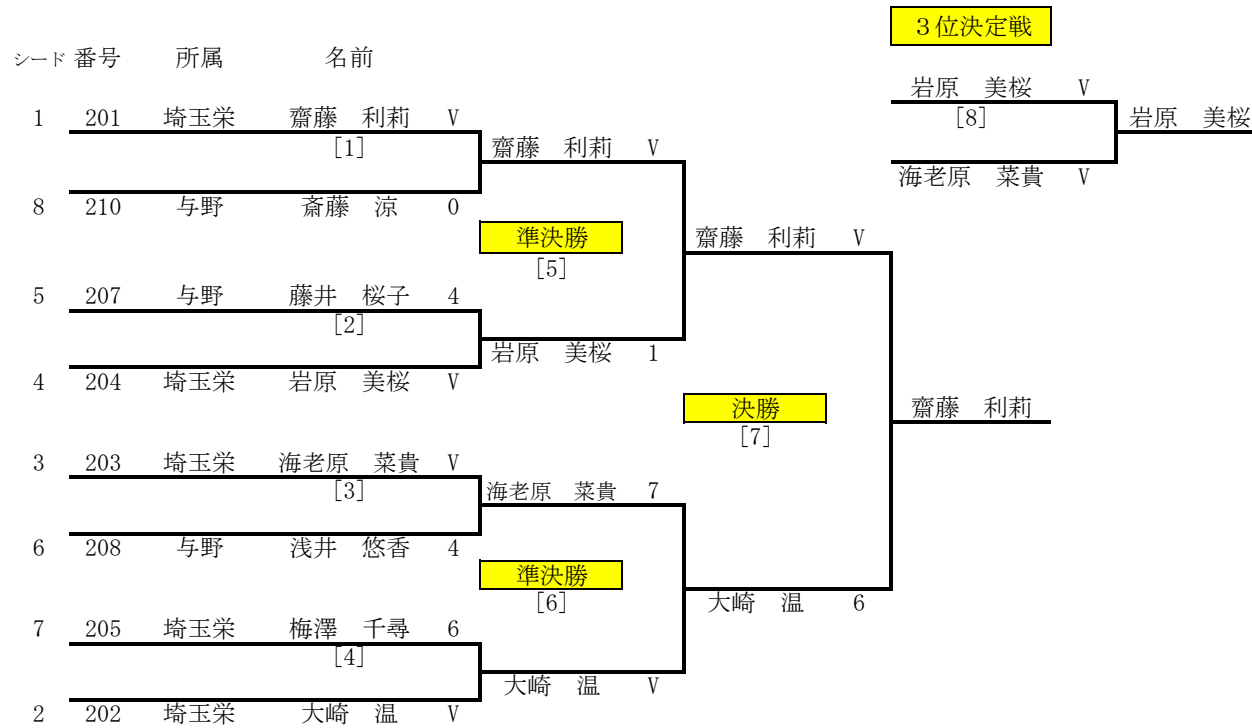 ３位決定戦
シード 番号 所属 名前
岩原 美桜 V
1 201 埼玉栄 齋藤 利莉 V
[8]
岩原 美桜
[1]
齋藤 利莉 V
海老原 菜貴 V
8 210 与野 斎藤 涼 0
準決勝
齋藤 利莉 V
[5]
5 207 与野 藤井 桜子 4
[2]
岩原 美桜 1
4 204 埼玉栄 岩原 美桜 V
決勝
齋藤 利莉
[7]
3 203 埼玉栄 海老原 菜貴 V
[3]
海老原 菜貴 7
6 208 与野 浅井 悠香 4
準決勝
[6]
大崎 温 6
7 205 埼玉栄 梅澤 千尋 6
[4]
大崎 温 V
2 202 埼玉栄 大崎 温 V